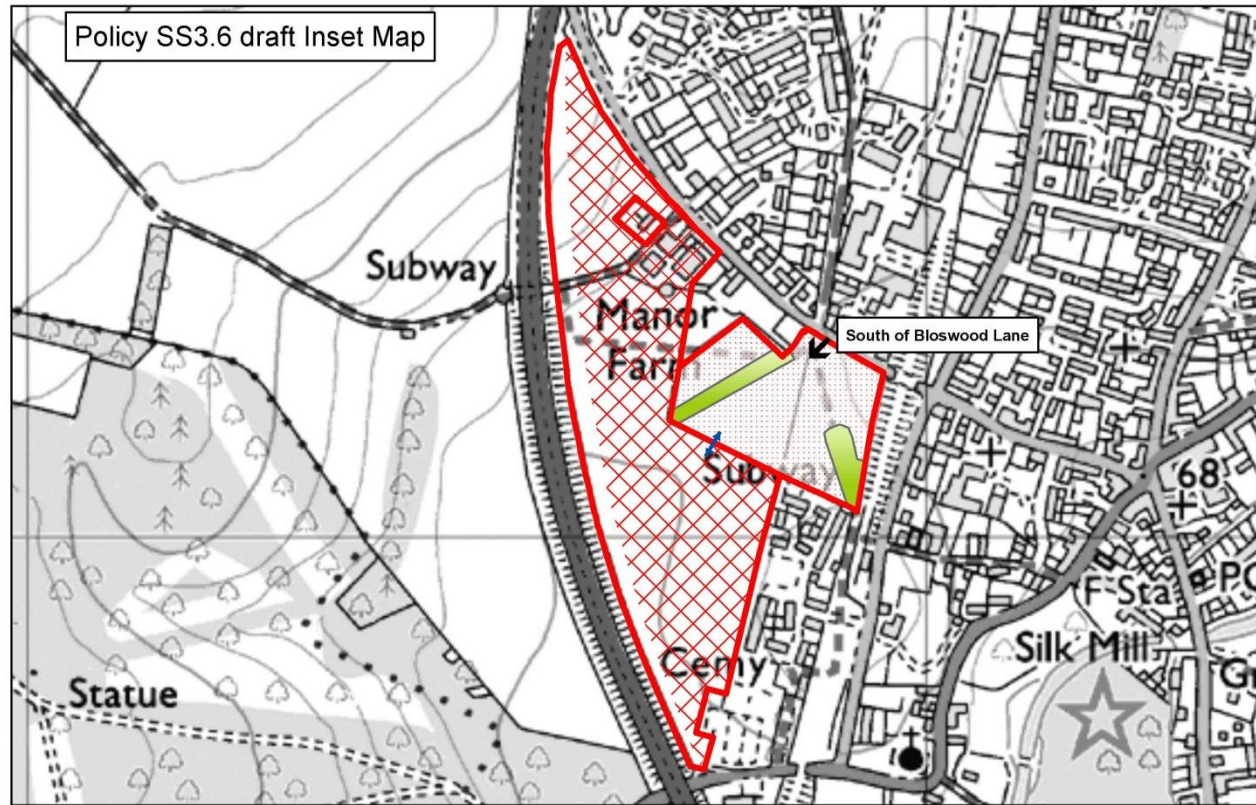 Policy SS3.6 draft Inset Map
Subway
Manor
Farm
South of Bloswood Lane
Subway
68
PO
F Sta
Silk Mill
Cemy
Statue